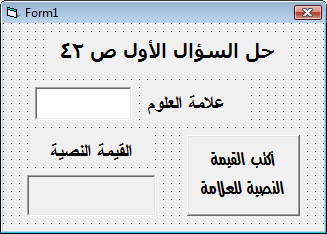 Form1
حل السؤال الأول ص ٤٢
علامة العلوم
القيمة النصية
أكتب القيمة
النصية للعلامة